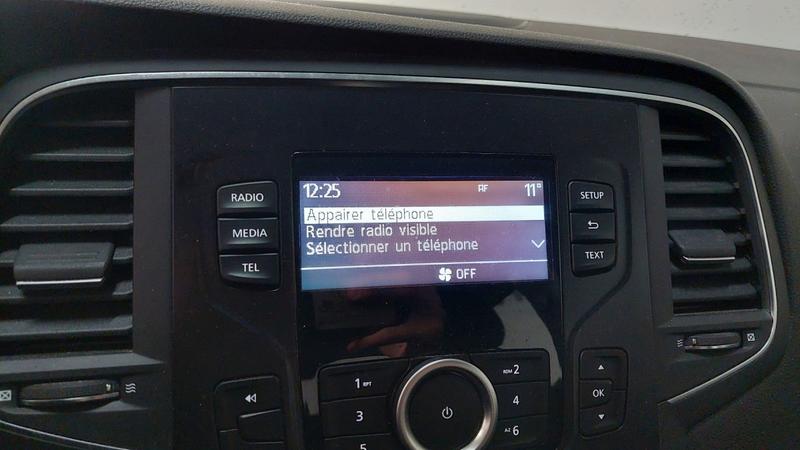 12:25 AF 11°
RADIO
SETUP
Appairer téléphone
MEDIA
Rendre radio visible
Sélectionner un téléphone
TEL
TEXT
OFF
1 RPT
RDM 2
3
4
OK
5
AZ 6